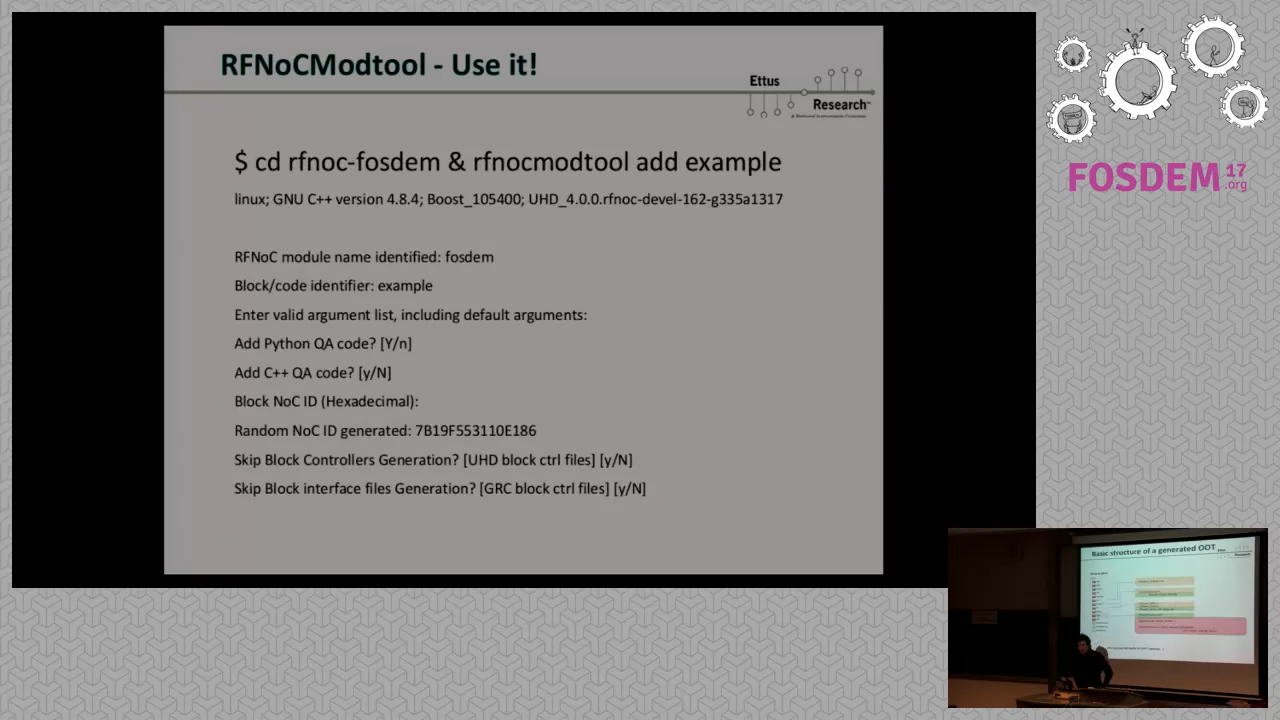 RFNoCModtool - Use it!
Ettus
Research™
$ cd rfnoc-fosdem & rfnocmodtool add example
linux; GNU C++ version 4.8.4; Boost_105400; UHD_4.0.0.rfnoc-devel-162-g335a1317
RFNoC module name identified: fosdem
Block/code identifier: example
Enter valid argument list, including default arguments:
Add Python QA code? [Y/n]
Add C++ QA code? [y/N]
Block NoC ID (Hexadecimal):
Random NoC ID generated: 7B19F553110E186
Skip Block Controllers Generation? [UHD block ctrl files] [y/N]
Skip Block interface files Generation? [GRC block ctrl files] [y/N]
FOSDEM 17
.org
Basic structure of a generated OOT
Ettus
Research